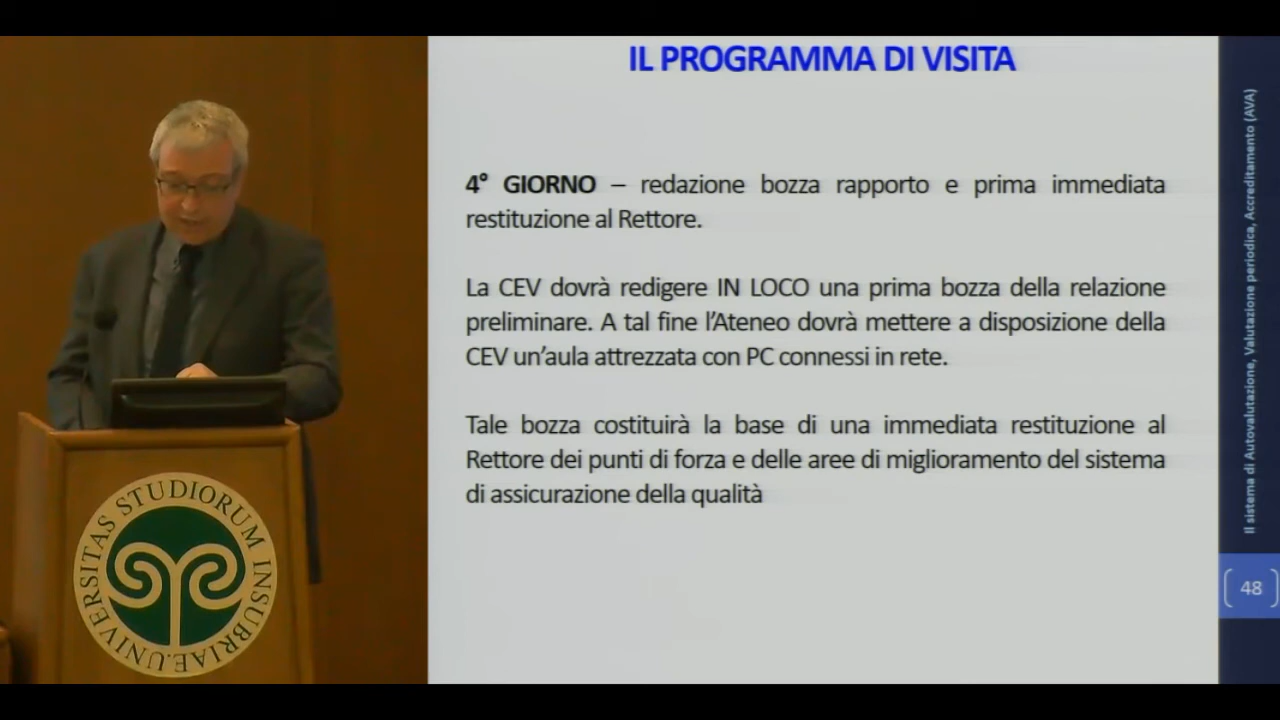 IL PROGRAMMA DI VISITA
4° GIORNO – redazione bozza rapporto e prima immediata
restituzione al Rettore.
La CEV dovrà redigere IN LOCO una prima bozza della relazione
preliminare. A tal fine l’Ateneo dovrà mettere a disposizione della
CEV un’aula attrezzata con PC connessi in rete.
Tale bozza costituirà la base di una immediata restituzione al
Rettore dei punti di forza e delle aree di miglioramento del sistema
di assicurazione della qualità
Il sistema di Autovalutazione, Valutazione periodica, Accreditamento (AVA)
48
UNIVERSITAS STUDIORUM INSUBRIAE.